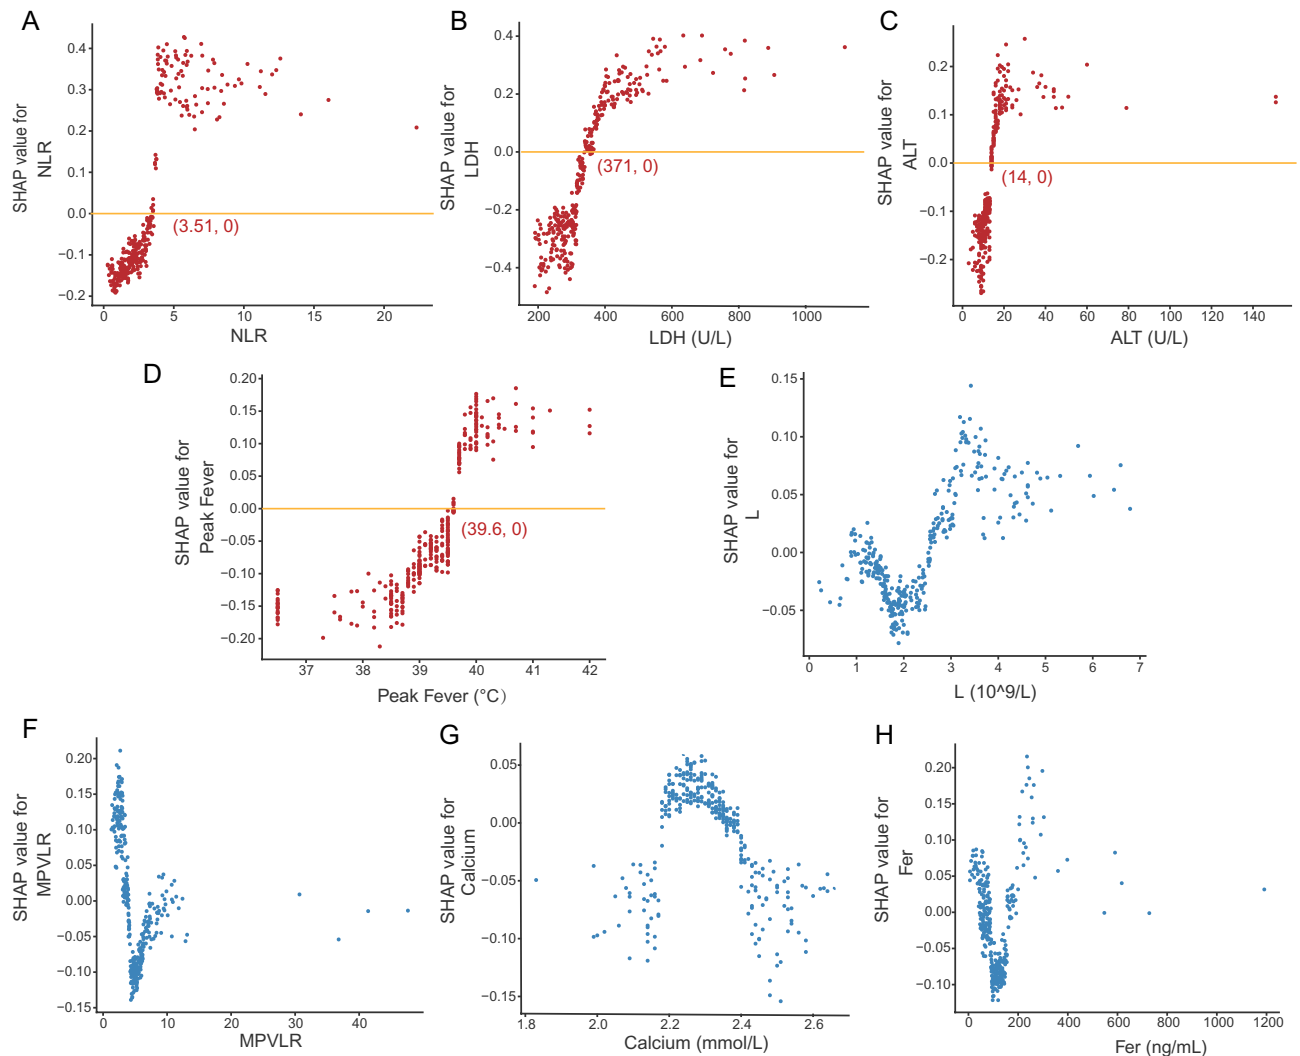 A
SHAP value for
NLR
0.4
0.3
0.2
0.1
0.0
−0.1
−0.2
(3.51, 0)
0 5 10 15 20
NLR
B
SHAP value for
LDH
0.4
0.2
0.0
−0.2
−0.4
(371, 0)
200 400 600 800 1000
LDH (U/L)
C
SHAP value for
ALT
0.2
0.1
0.0
−0.1
−0.2
(14, 0)
0 20 40 60 80 100 120 140
ALT (U/L)
D
SHAP value for
Peak Fever
0.20
0.15
0.10
0.05
0.00
−0.05
−0.10
−0.15
−0.20
(39.6, 0)
37 38 39 40 41 42
Peak Fever (°C)
E
SHAP value for
L
0.15
0.10
0.05
0.00
−0.05
0 1 2 3 4 5 6 7
L (10^9/L)
F
SHAP value for
MPVLR
0.20
0.15
0.10
0.05
0.00
−0.05
−0.10
−0.15
0 10 20 30 40
MPVLR
G
SHAP value for
Calcium
0.05
0.00
−0.05
−0.10
−0.15
1.8 2.0 2.2 2.4 2.6
Calcium (mmol/L)
H
SHAP value for
Fer
0.20
0.15
0.10
0.05
0.00
−0.05
−0.10
0 200 400 600 800 1000 1200
Fer (ng/mL)